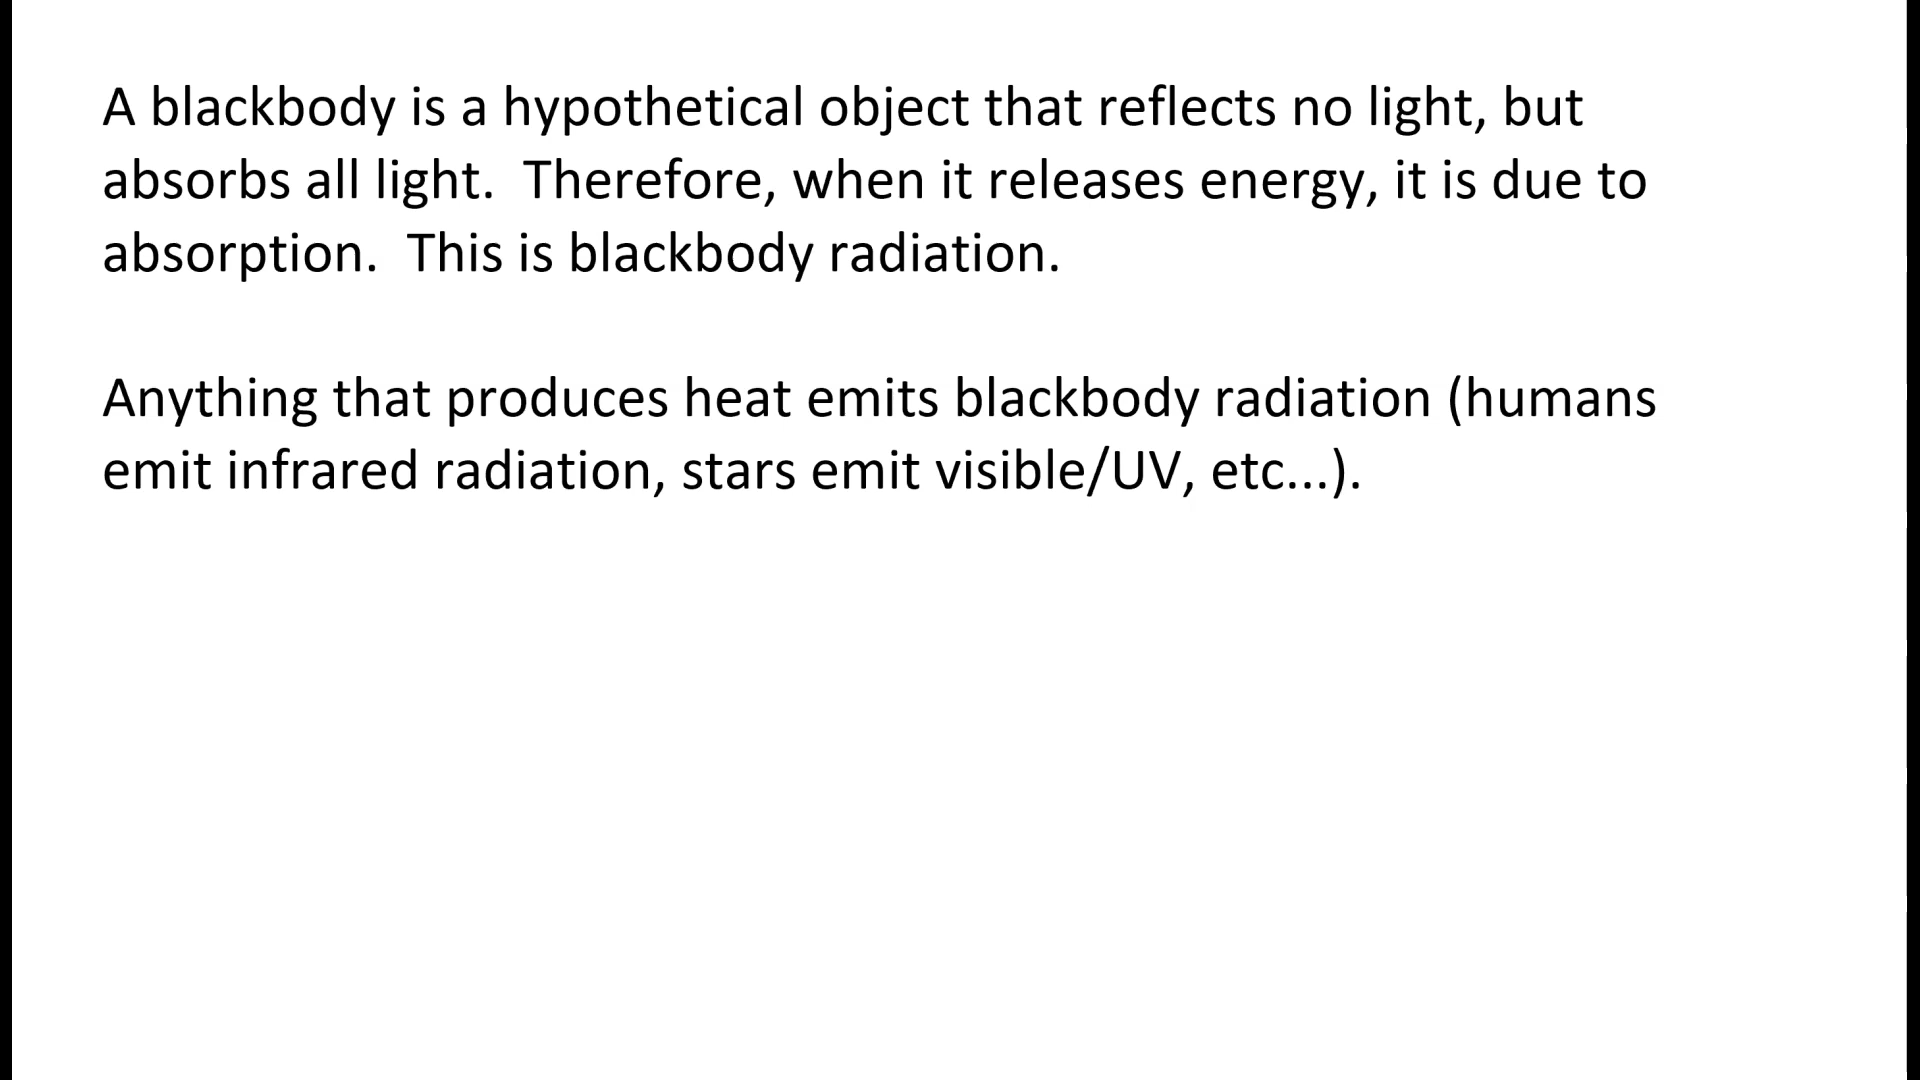 A blackbody is a hypothetical object that reflects no light, but
absorbs all light.  Therefore, when it releases energy, it is due to
absorption.  This is blackbody radiation.
Anything that produces heat emits blackbody radiation (humans
emit infrared radiation, stars emit visible/UV, etc...).